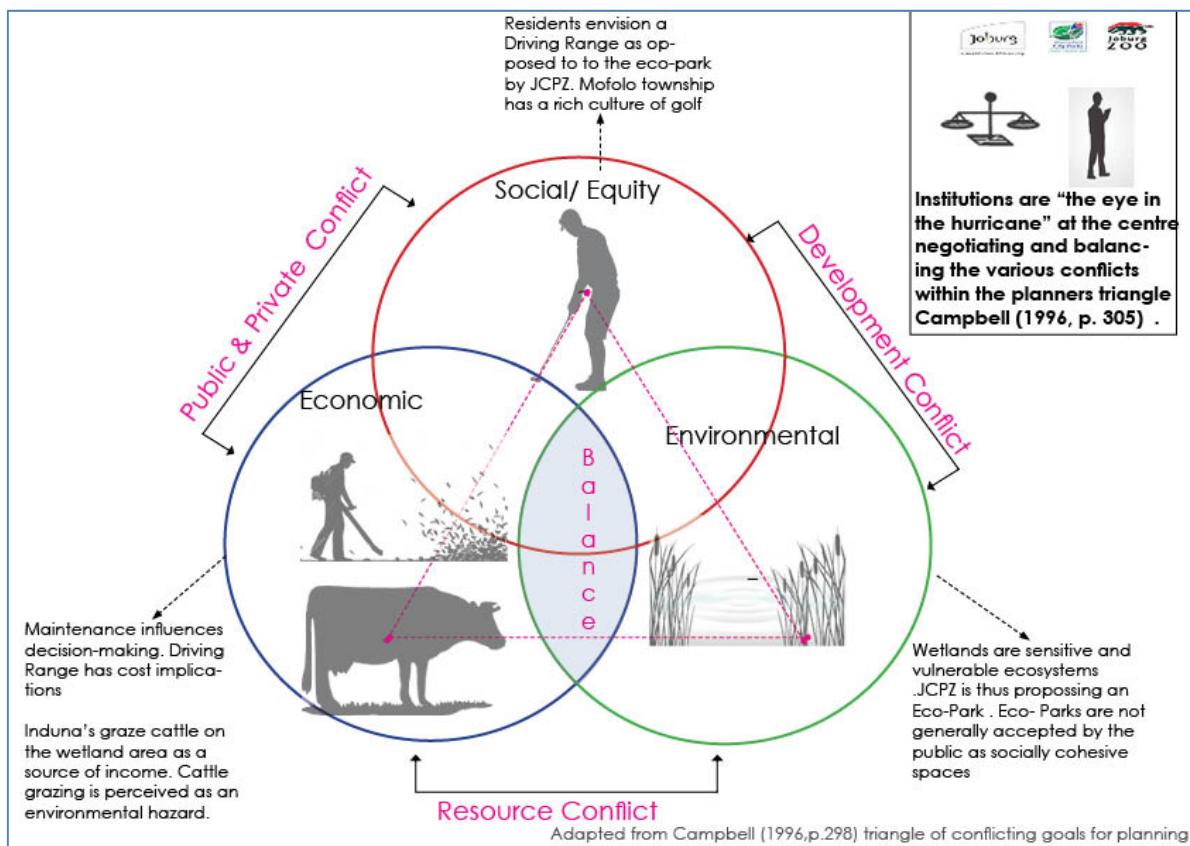 Residents envision a
Driving Range as op-
posed to to the eco-park
by JCPZ. Mofolo township
has a rich culture of golf
Joburg
Joburg
ZOO
Institutions are “the eye in
the hurricane” at the centre
negotiating and balanc-
ing the various conflicts
within the planners triangle
Campbell (1996, p. 305) .
Public & Private Conflict
Social/ Equity
Development Conflict
Economic
Environmental
Balance
Maintenance influences
decision-making. Driving
Range has cost implica-
tions
Induna’s graze cattle on
the wetland area as a
source of income. Cattle
grazing is perceived as an
environmental hazard.
Wetlands are sensitive and
vulnerable ecosystems
.JCPZ is thus propossing an
Eco-Park . Eco- Parks are not
generally accepted by the
public as socially cohesive
spaces
Resource Conflict
Adapted from Campbell (1996,p.298) triangle of conflicting goals for planning